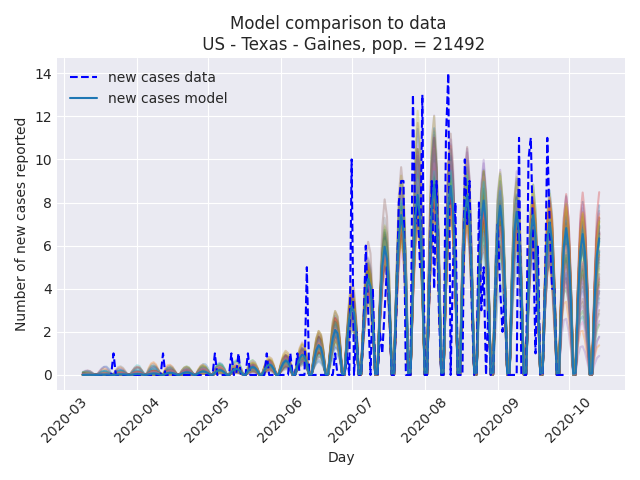 Model comparison to data
US - Texas - Gaines, pop. = 21492
new cases data
new cases model
Number of new cases reported
14
12
10
8
6
4
2
0
2020-03
2020-04
2020-05
2020-06
2020-07
2020-08
2020-09
2020-10
Day